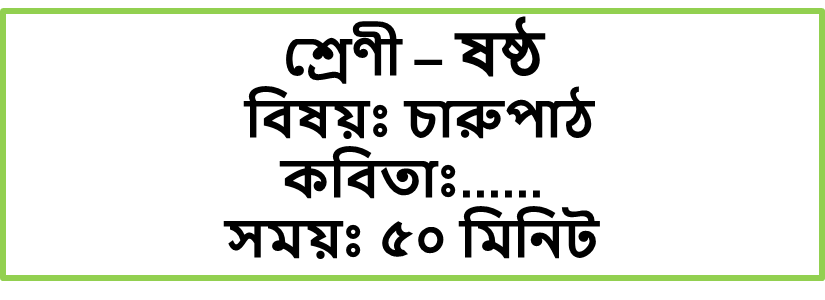 শ্রেণী – ষষ্ঠ
বিষয়ঃ চারুপাঠ
কবিতাঃ......
সময়ঃ ৫০ মিনিট